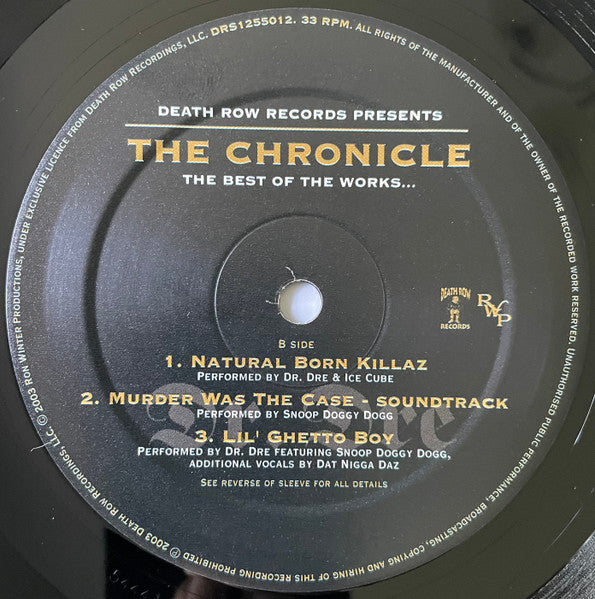 ℗ 2003 Death Row Recordings, LLC. © 2003 Ron Winter Productions, under exclusive licence from Death Row Recordings, LLC. DRS1255012. 33 RPM. All rights of the manufacturer and of the owner of the recorded work reserved. Unauthorised public performance, broadcasting, copying and hiring of this recording prohibited
DEATH ROW RECORDS PRESENTS
THE CHRONICLE
THE BEST OF THE WORKS...
DEATH ROW
RECORDS
RWP
B SIDE
1. NATURAL BORN KILLAZ
PERFORMED BY DR. DRE & ICE CUBE
2. MURDER WAS THE CASE - SOUNDTRACK
PERFORMED BY SNOOP DOGGY DOGG
Dr. Dre
3. LIL' GHETTO BOY
PERFORMED BY DR. DRE FEATURING SNOOP DOGGY DOGG,
ADDITIONAL VOCALS BY DAT NIGGA DAZ
SEE REVERSE OF SLEEVE FOR ALL DETAILS